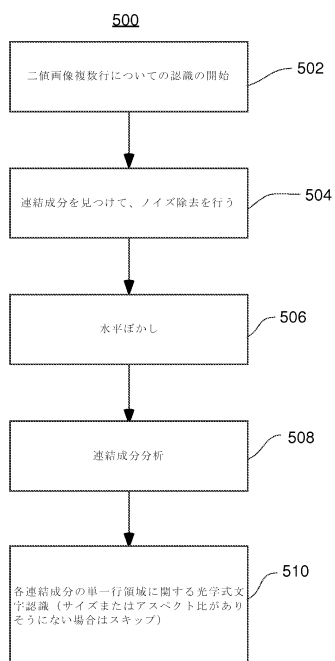 500
二値画像複数行についての認識の開始
502
連結成分を見つけて、ノイズ除去を行う
504
水平ぼかし
506
連結成分分析
508
各連結成分の単一行領域に関する光学式文
字認識（サイズまたはアスペクト比があり
そうにない場合はスキップ）
510